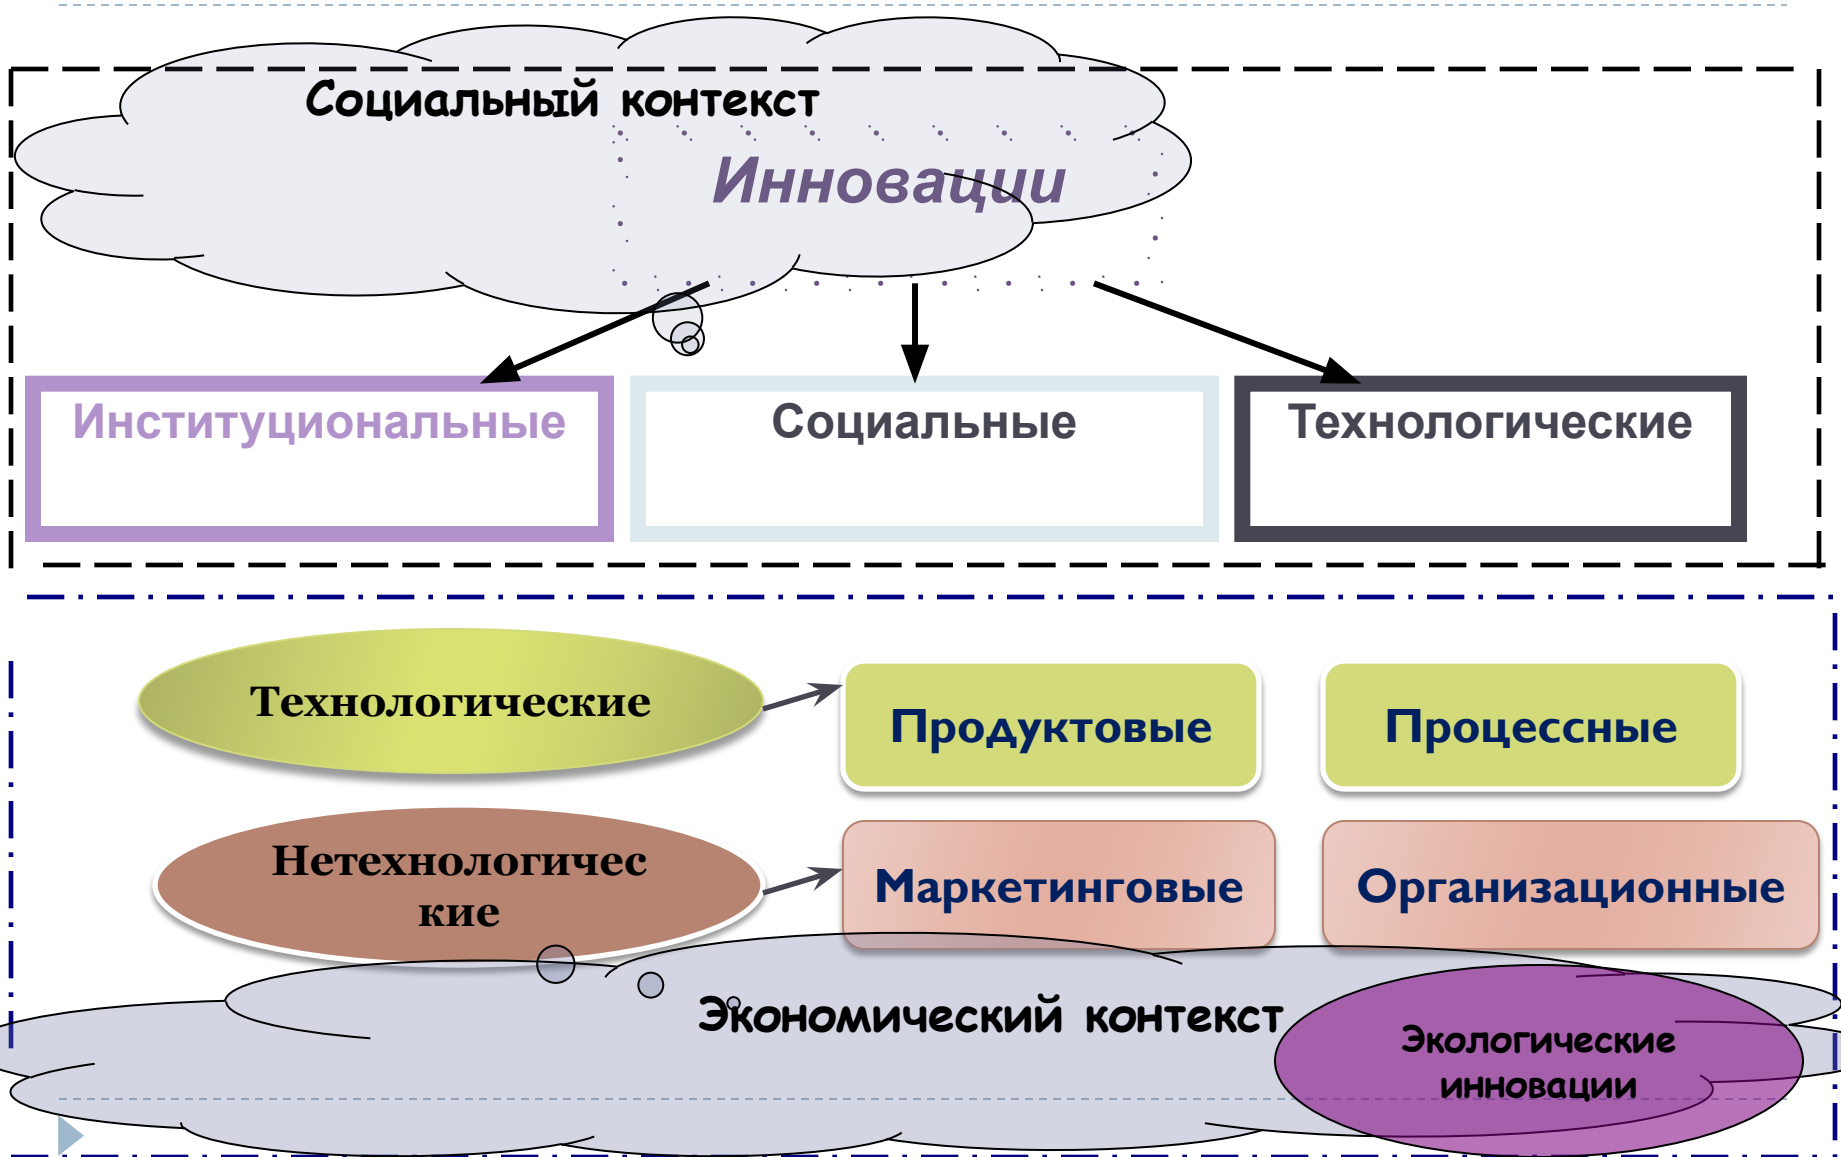 Социальный контекст
Инновации
Институциональные
Социальные
Технологические
Технологические
Продуктовые
Процессные
Нетехнологичес
кие
Маркетинговые
Организационные
Экономический контекст
Экологические
инновации